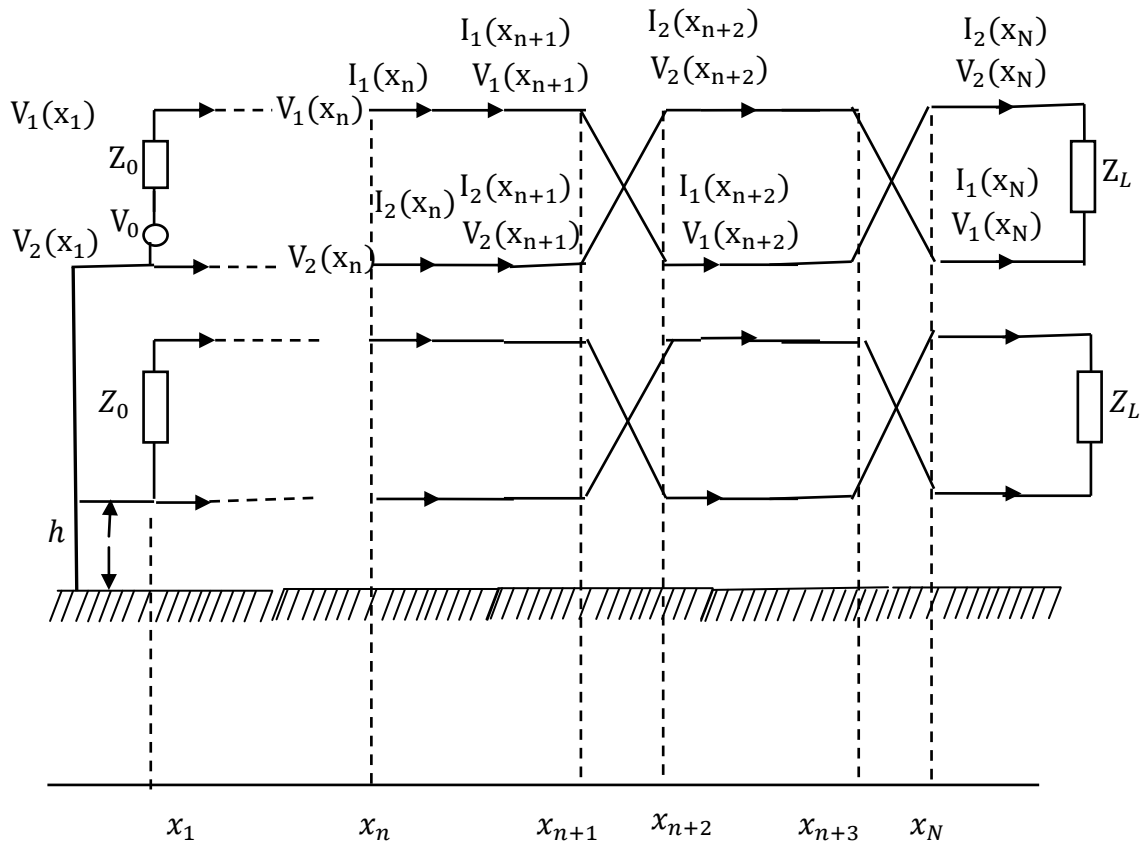 I₁(xₙ₊₁) I₂(xₙ₊₂) I₂(x_N)
I₁(xₙ) V₁(xₙ₊₁) V₂(xₙ₊₂) V₂(x_N)
V₁(x₁) V₁(xₙ)
Z₀ Z_L
I₂(xₙ) I₂(xₙ₊₁) I₁(xₙ₊₂) I₁(x_N)
V₀
V₂(x₁) V₂(xₙ) V₂(xₙ₊₁) V₁(xₙ₊₂) V₁(x_N)
Z₀ Z_L
h
x₁ xₙ xₙ₊₁ xₙ₊₂ xₙ₊₃ x_N